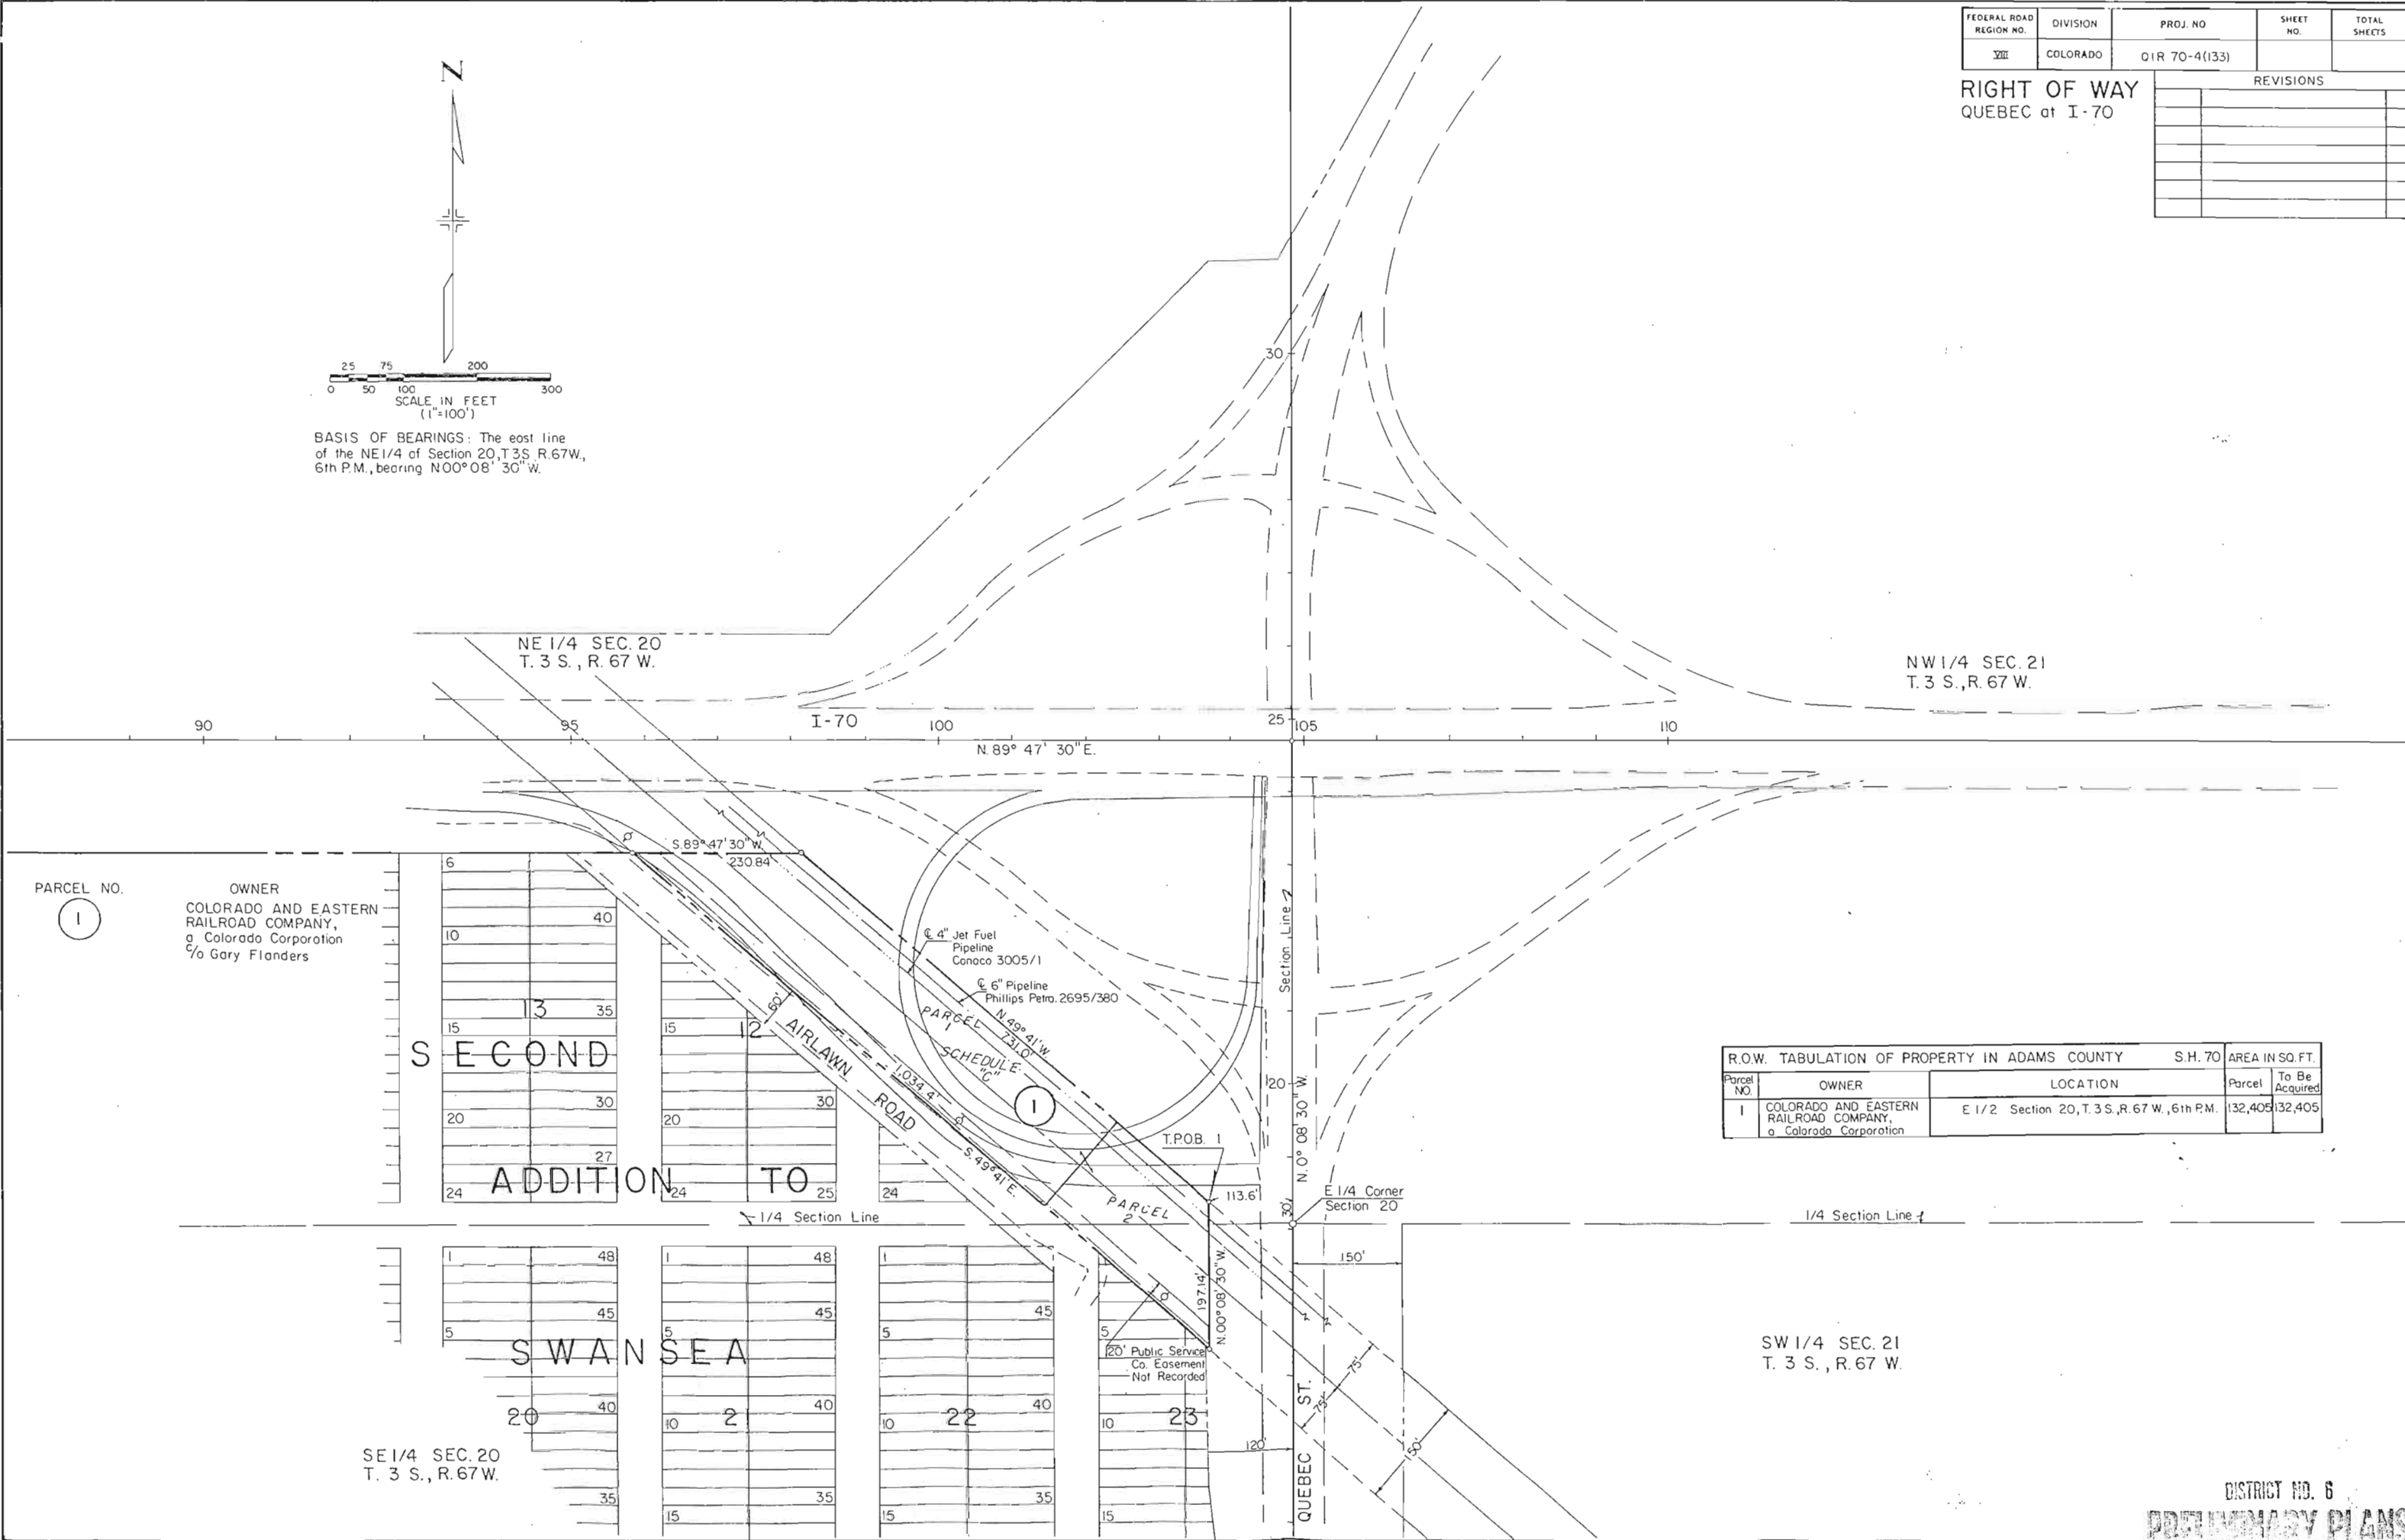 FEDERAL ROAD REGION NO.
DIVISION
PROJ. NO
SHEET NO.
TOTAL SHEETS
VIII
COLORADO
QIR 70-4(133)
RIGHT OF WAY
QUEBEC at I-70
REVISIONS
N
25 75 200
0 50 100 300
SCALE IN FEET
(1"=100')
BASIS OF BEARINGS: The east line
of the NE1/4 of Section 20,T3S R.67W.,
6th P.M., bearing N00°08' 30"W.
30
NE 1/4 SEC. 20
T. 3 S., R. 67 W.
NW 1/4 SEC. 21
T. 3 S., R. 67 W.
90
95
I-70
100
25
105
110
N. 89° 47' 30" E.
S.89°47'30"W.
230.84'
PARCEL NO.
1
OWNER
COLORADO AND EASTERN
RAILROAD COMPANY,
a Colorado Corporation
c/o Gary Flanders
6
40
10
13
35
15
15
12
60'
30
30
20
20
27
24
24
25
24
SECOND
ADDITION TO
SWANSEA
AIRLAWN ROAD
1,034.4'
S. 49°41'E.
℄ 4" Jet Fuel
Pipeline
Conoco 3005/1
℄ 6" Pipeline
Phillips Petro. 2695/380
PARCEL
1
N. 49° 41' W.
731.0'
SCHEDULE
"C"
1
Section Line
20
N. 0° 08' 30" W.
T.P.O.B. 1
113.6'
30'
E 1/4 Corner
Section 20
PARCEL
2
1/4 Section Line
1/4 Section Line
150'
197.14'
N.00°08'30"W.
1 48 1 48 1
45 45 45
5 5 5 5
20' Public Service
Co. Easement
Not Recorded
75'
75'
150'
120'
QUEBEC ST.
20 40 10 21 40 10 22 40 10 23
35 15 35 15 35 15
SE 1/4 SEC. 20
T. 3 S., R. 67 W.
SW 1/4 SEC. 21
T. 3 S., R. 67 W.
R.O.W. TABULATION OF PROPERTY IN ADAMS COUNTY S.H. 70 AREA IN SQ. FT.
Parcel NO. OWNER LOCATION Parcel To Be Acquired
1 COLORADO AND EASTERN RAILROAD COMPANY, a Colorado Corporation E 1/2 Section 20, T. 3 S., R. 67 W., 6th P.M. 132,405 132,405
DISTRICT NO. 6
PRELIMINARY PLANS